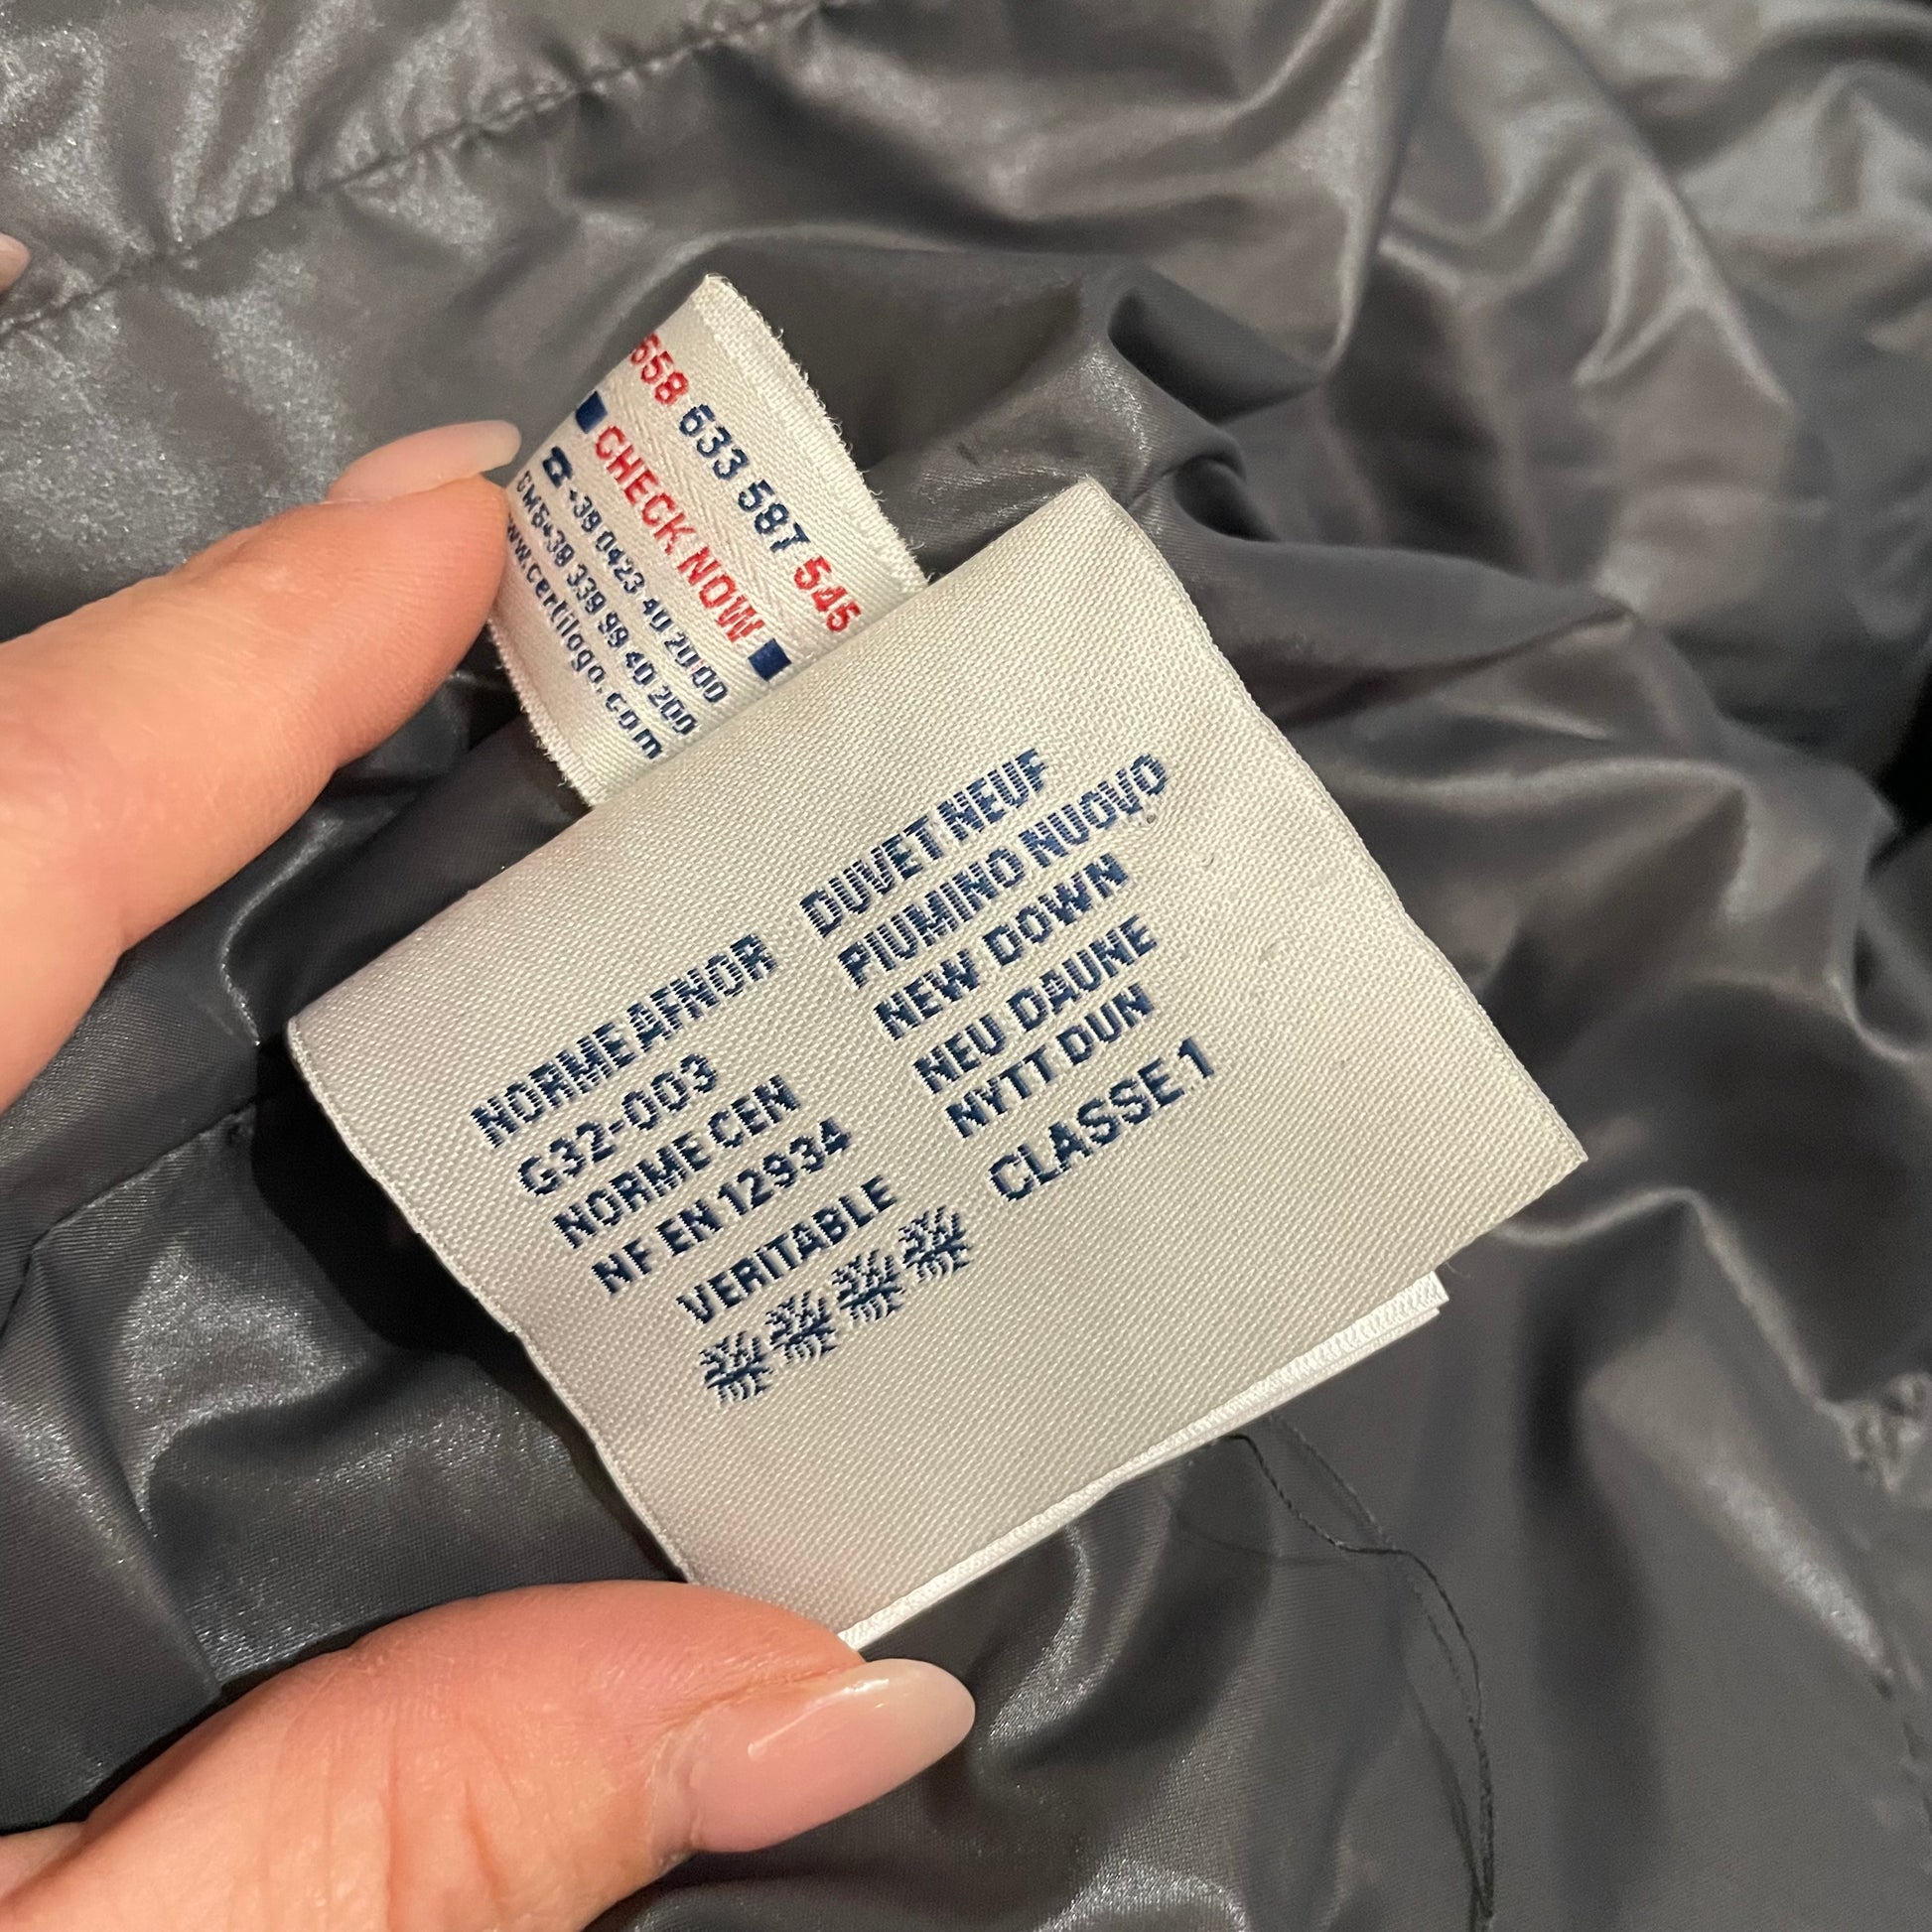 658 633 587 545
CHECK NOW
☎ +39 0423 40 20 00
SMS+39 339 99 40 200
www.certilogo.com
NORME AFNOR
G32-003
NORME CEN
NF EN 12934
VERITABLE
DUVET NEUF
PIUMINO NUOVO
NEW DOWN
NEU DAUNE
NYTT DUN
CLASSE.1